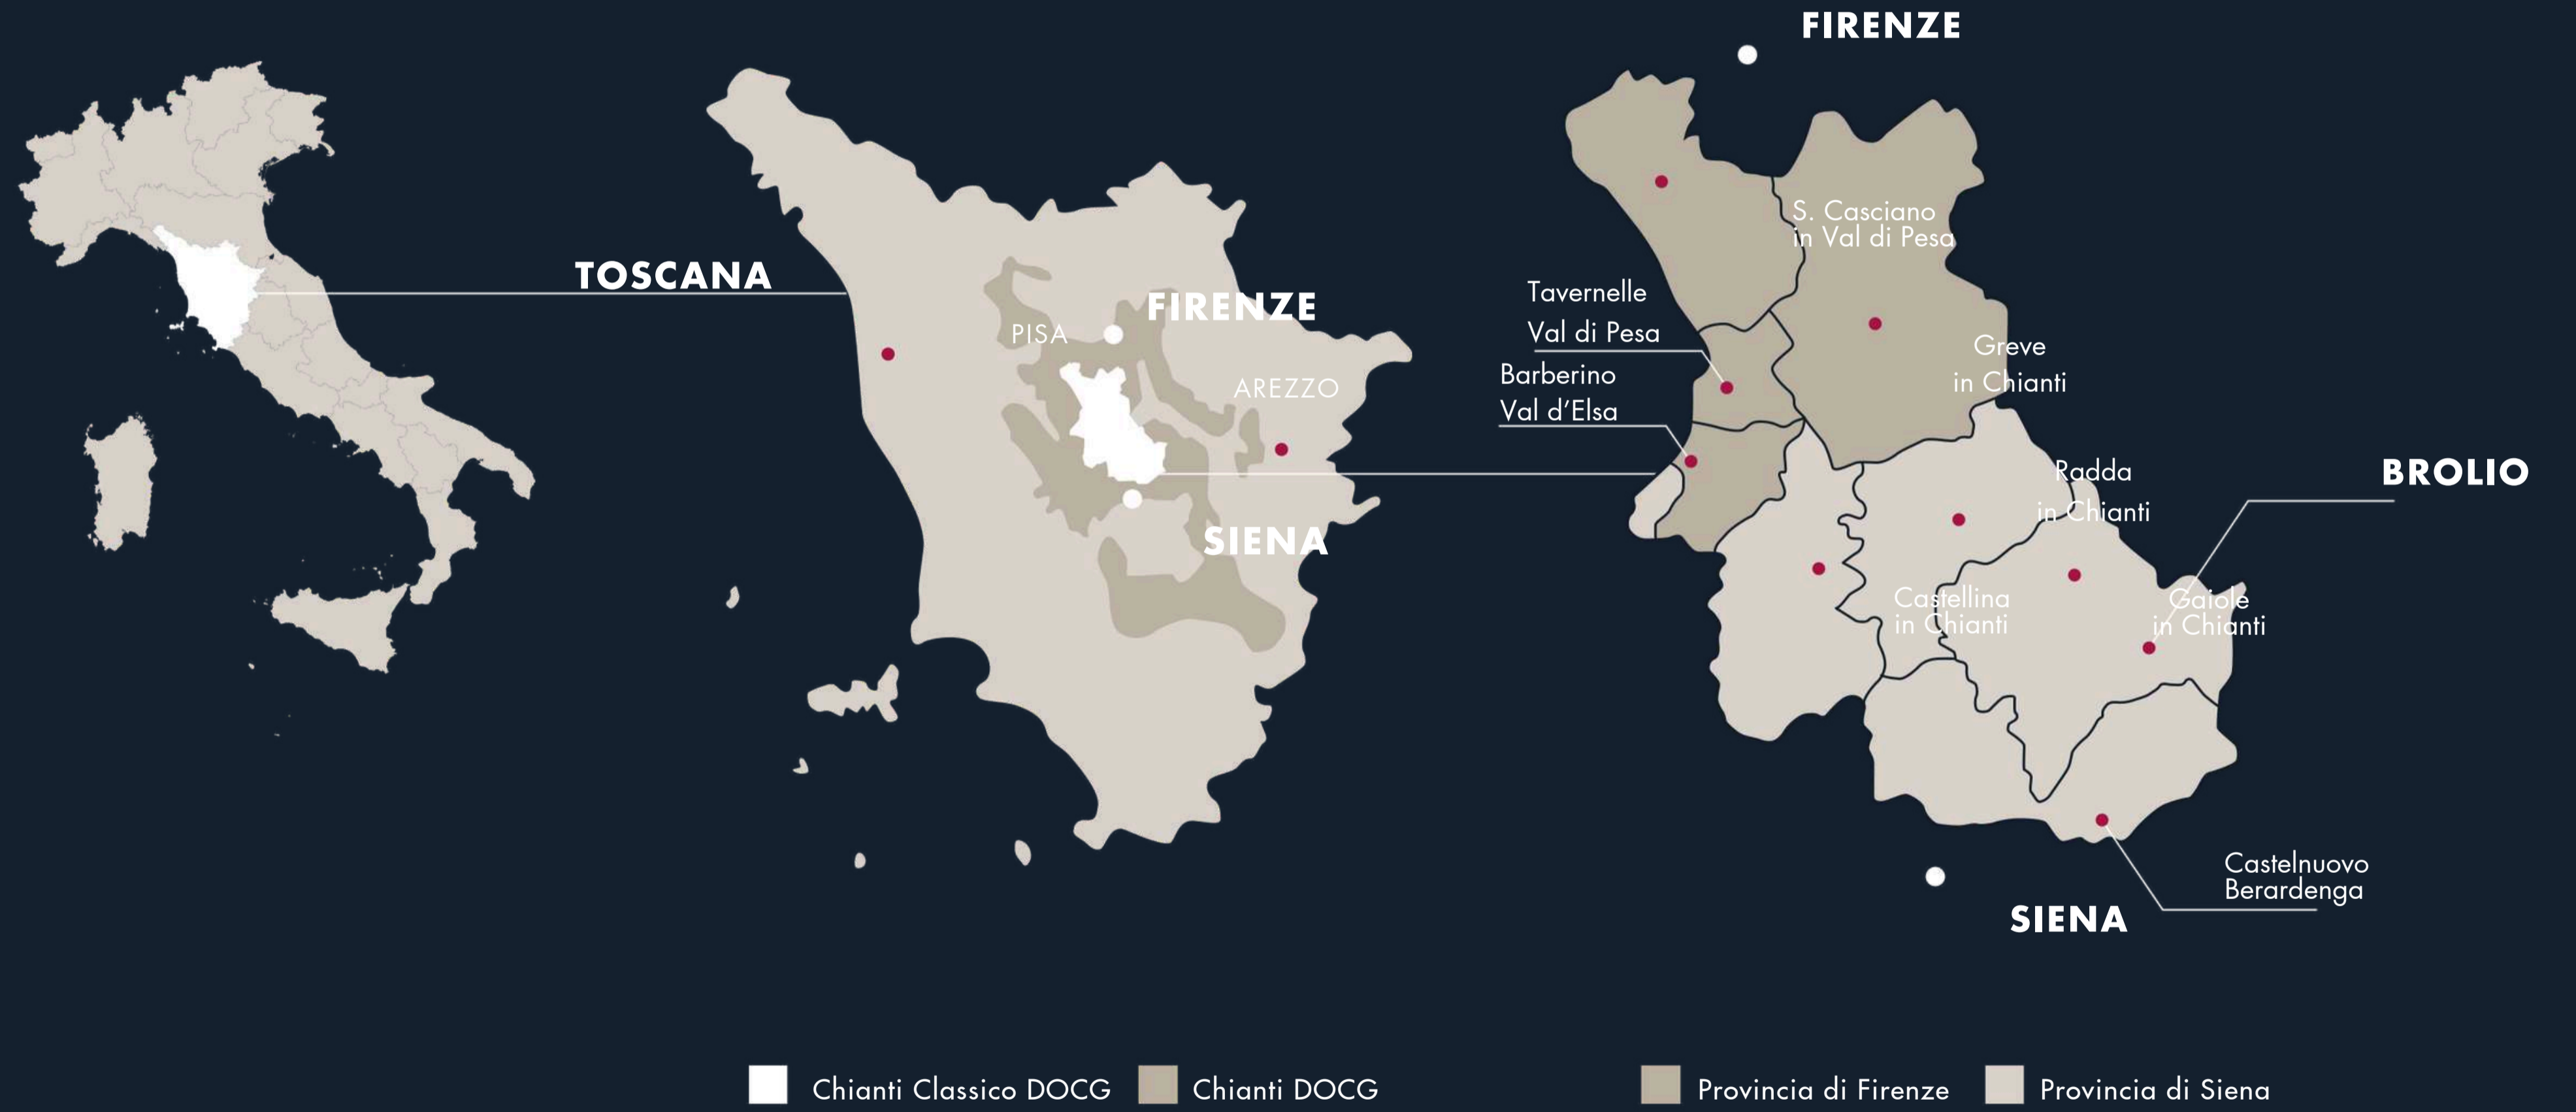 TOSCANA
PISA
FIRENZE
AREZZO
SIENA
FIRENZE
S. Casciano
in Val di Pesa
Tavernelle
Val di Pesa
Barberino
Val d'Elsa
Greve
in Chianti
Radda
in Chianti
BROLIO
Castellina
in Chianti
Gaiole
in Chianti
Castelnuovo
Berardenga
SIENA
Chianti Classico DOCG
Chianti DOCG
Provincia di Firenze
Provincia di Siena